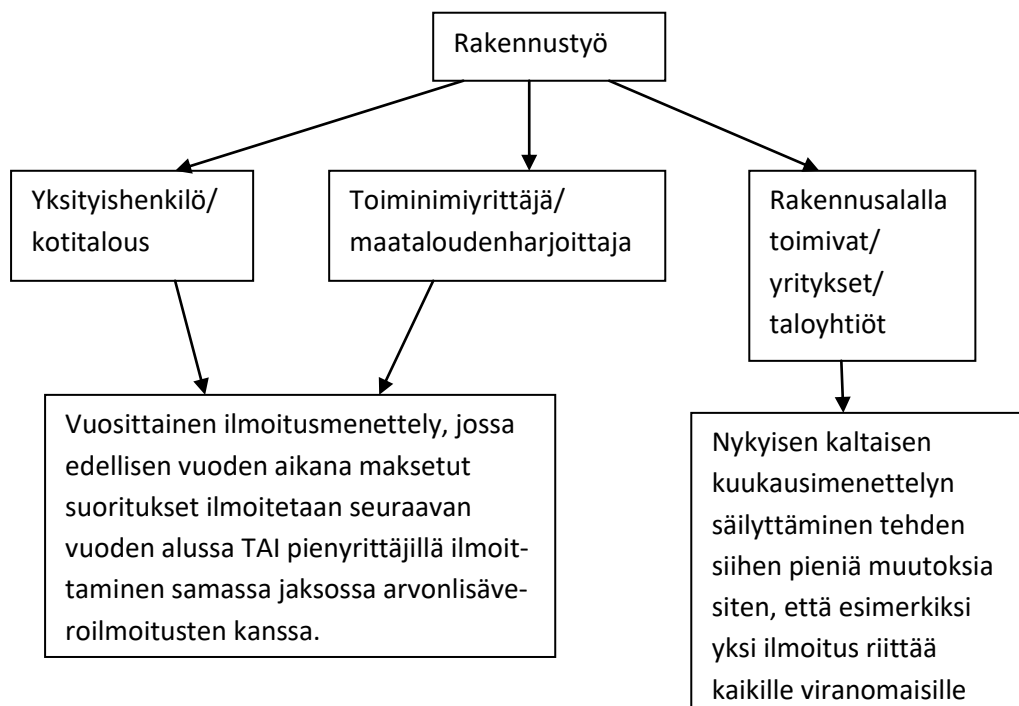 Rakennustyö
Yksityishenkilö/
kotitalous
Toiminimiyrittäjä/
maataloudenharjoittaja
Rakennusalalla
toimivat/
yritykset/
taloyhtiöt
Vuosittainen ilmoitusmenettely, jossa
edellisen vuoden aikana maksetut
suoritukset ilmoitetaan seuraavan
vuoden alussa TAI pienyrittäjillä ilmoit-
taminen samassa jaksossa arvonlisäve-
roilmoitusten kanssa.
Nykyisen kaltaisen
kuukausimenettelyn
säilyttäminen tehden
siihen pieniä muutoksia
siten, että esimerkiksi
yksi ilmoitus riittää
kaikille viranomaisille